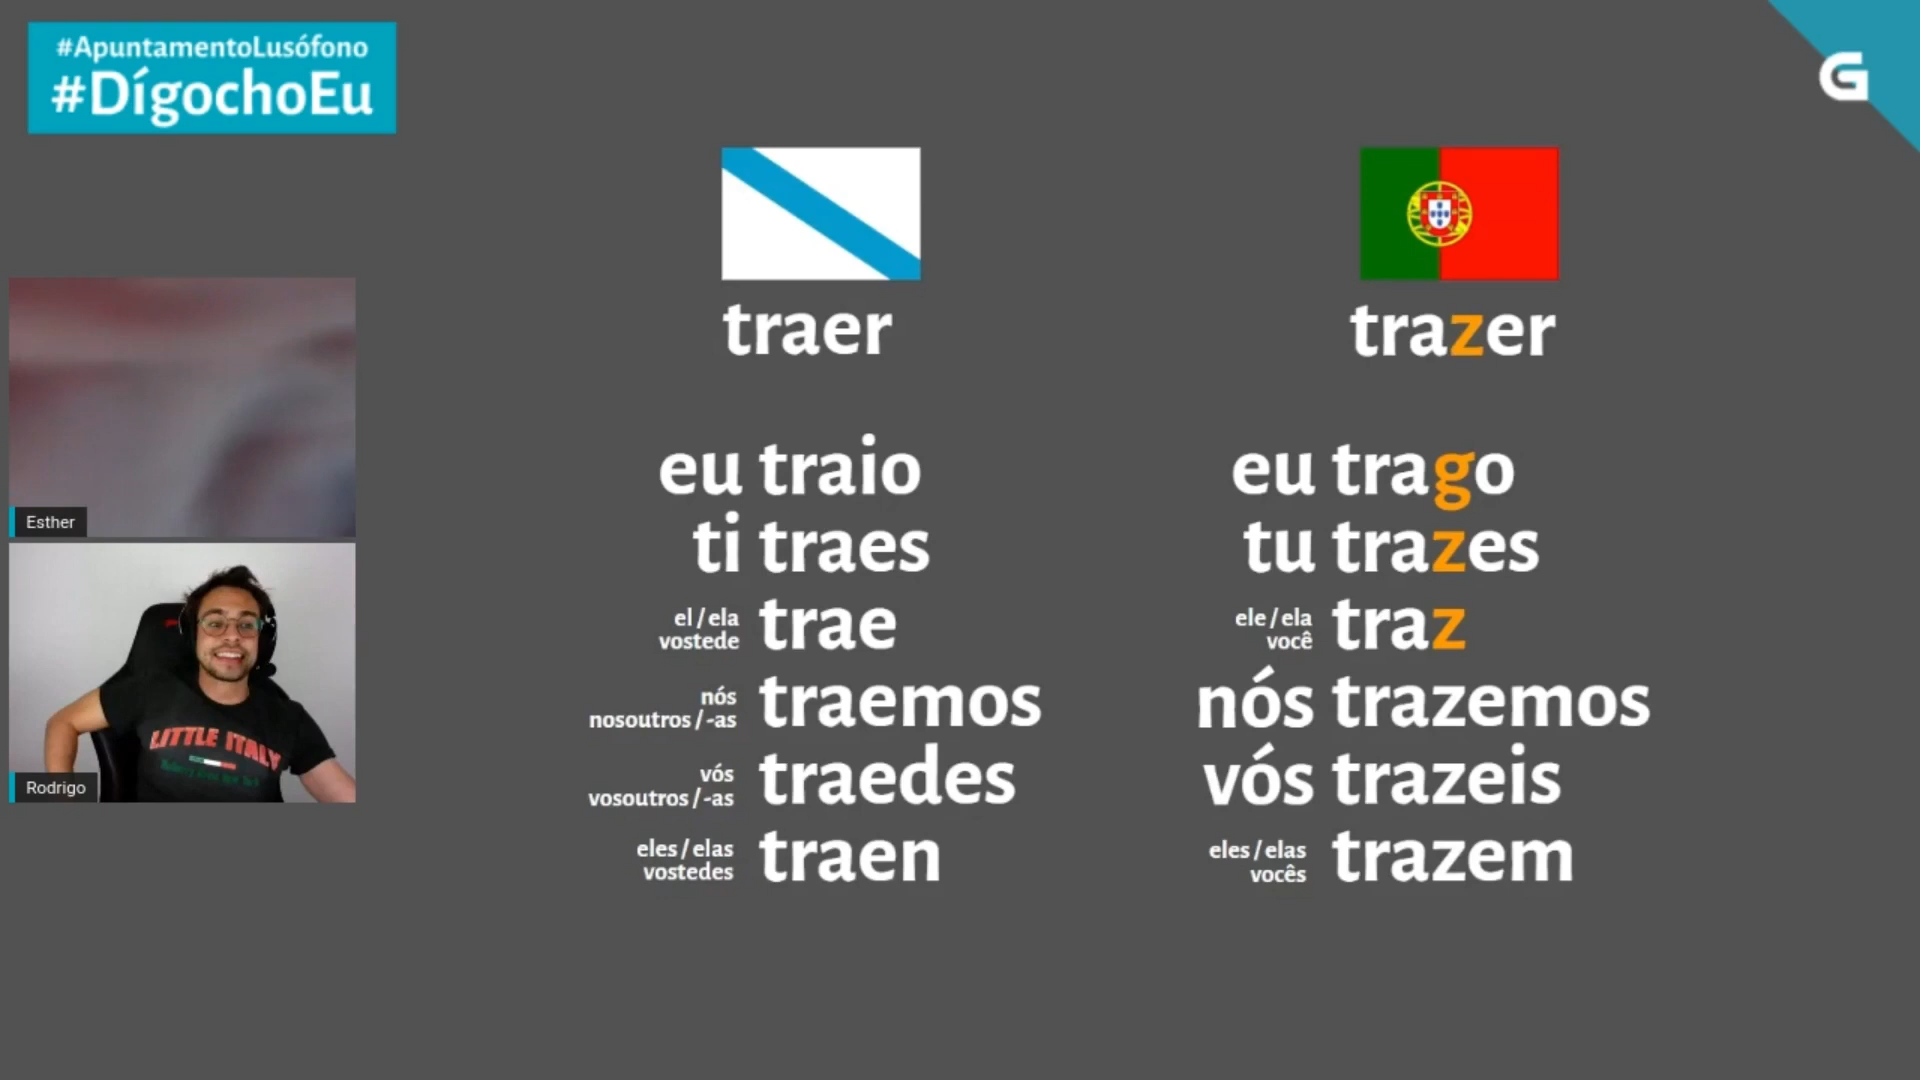 #ApuntamentoLusófono
#DígochoEu
G
traer
eu traio
ti traes
el/ela
vostede
trae
nós
nosoutros/-as
traemos
vós
vosoutros/-as
traedes
eles/elas
vostedes
traen
trazer
eu trago
tu trazes
ele/ela
você
traz
nós trazemos
vós trazeis
eles/elas
vocês
trazem
Esther
LITTLE ITALY
Rodrigo